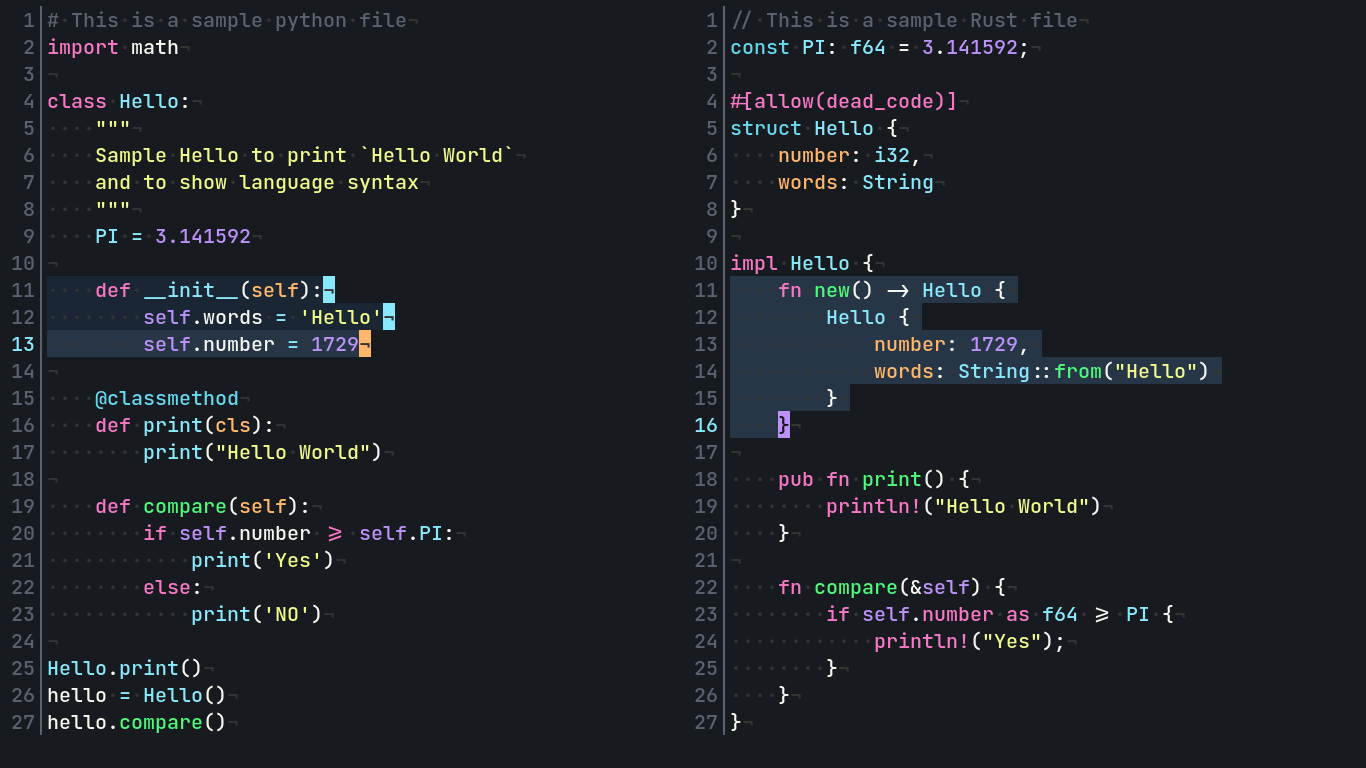 1 # This is a sample python file
2 import math
3
4 class Hello:
5     """
6     Sample Hello to print `Hello World`
7     and to show language syntax
8     """
9     PI = 3.141592
10
11     def __init__(self):
12         self.words = 'Hello'
13         self.number = 1729
14
15     @classmethod
16     def print(cls):
17         print("Hello World")
18
19     def compare(self):
20         if self.number >= self.PI:
21             print('Yes')
22         else:
23             print('NO')
24
25 Hello.print()
26 hello = Hello()
27 hello.compare()
1 // This is a sample Rust file
2 const PI: f64 = 3.141592;
3
4 #[allow(dead_code)]
5 struct Hello {
6     number: i32,
7     words: String
8 }
9
10 impl Hello {
11     fn new() -> Hello {
12         Hello {
13             number: 1729,
14             words: String::from("Hello")
15         }
16     }
17
18     pub fn print() {
19         println!("Hello World")
20     }
21
22     fn compare(&self) {
23         if self.number as f64 >= PI {
24             println!("Yes");
25         }
26     }
27 }